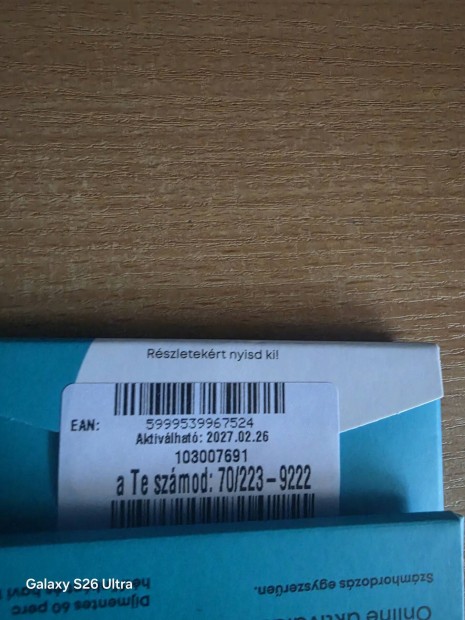 Részletekért nyisd ki!
EAN:
5999539967524
Aktiválható: 2027.02.26
103007691
a Te számod: 70/223-9222
Galaxy S26 Ultra
Számhordozás egyszerűen.
Díjmentes 60 perc
Online